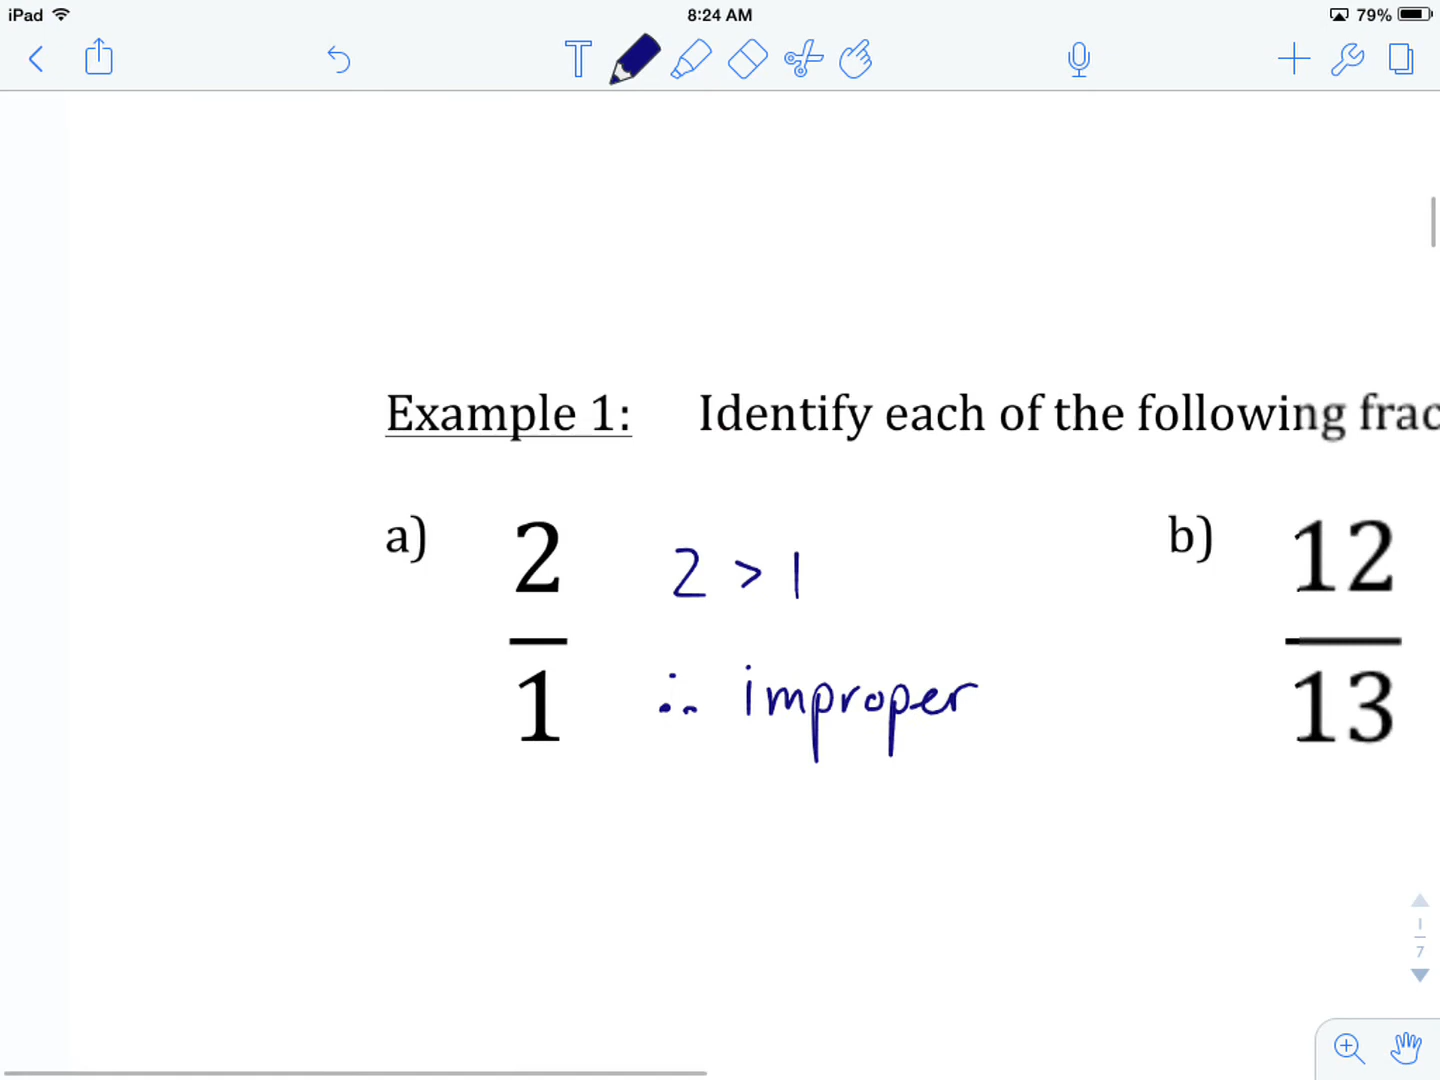 iPad 8:24 AM 79%
T
Example 1: Identify each of the following frac
a) 2/1 2 > 1 b) 12/13
∴ improper
1/7